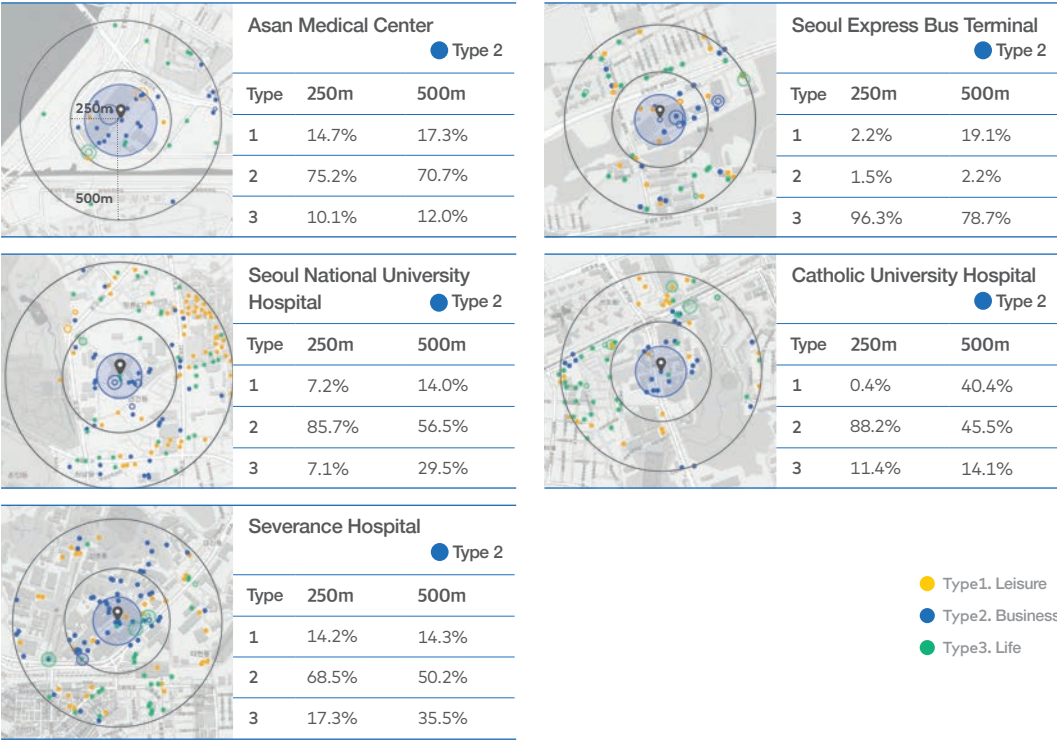 Asan Medical Center
Type 2
Type 250m 500m
1 14.7% 17.3%
2 75.2% 70.7%
3 10.1% 12.0%
250m
500m
Seoul Express Bus Terminal
Type 2
Type 250m 500m
1 2.2% 19.1%
2 1.5% 2.2%
3 96.3% 78.7%
Seoul National University
Hospital
Type 2
Type 250m 500m
1 7.2% 14.0%
2 85.7% 56.5%
3 7.1% 29.5%
Catholic University Hospital
Type 2
Type 250m 500m
1 0.4% 40.4%
2 88.2% 45.5%
3 11.4% 14.1%
Severance Hospital
Type 2
Type 250m 500m
1 14.2% 14.3%
2 68.5% 50.2%
3 17.3% 35.5%
Type1. Leisure
Type2. Business
Type3. Life